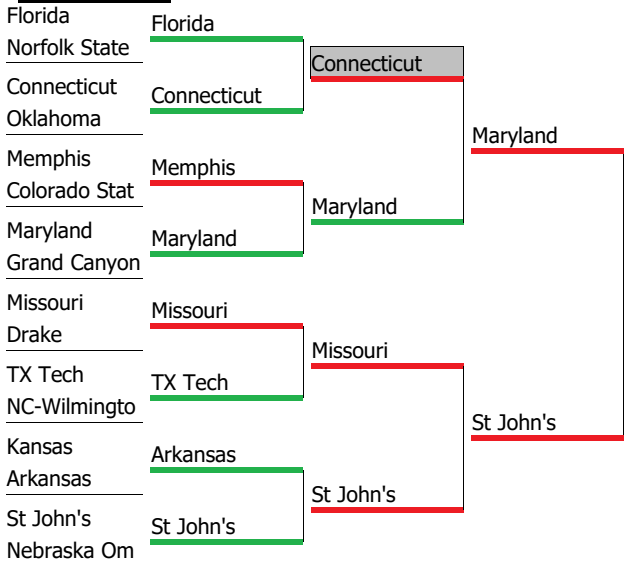 Florida
Norfolk State
Connecticut
Oklahoma
Memphis
Colorado Stat
Maryland
Grand Canyon
Missouri
Drake
TX Tech
NC-Wilmingto
Kansas
Arkansas
St John's
Nebraska Om
Florida
Connecticut
Memphis
Maryland
Missouri
TX Tech
Arkansas
St John's
Connecticut
Maryland
Missouri
St John's
Maryland
St John's